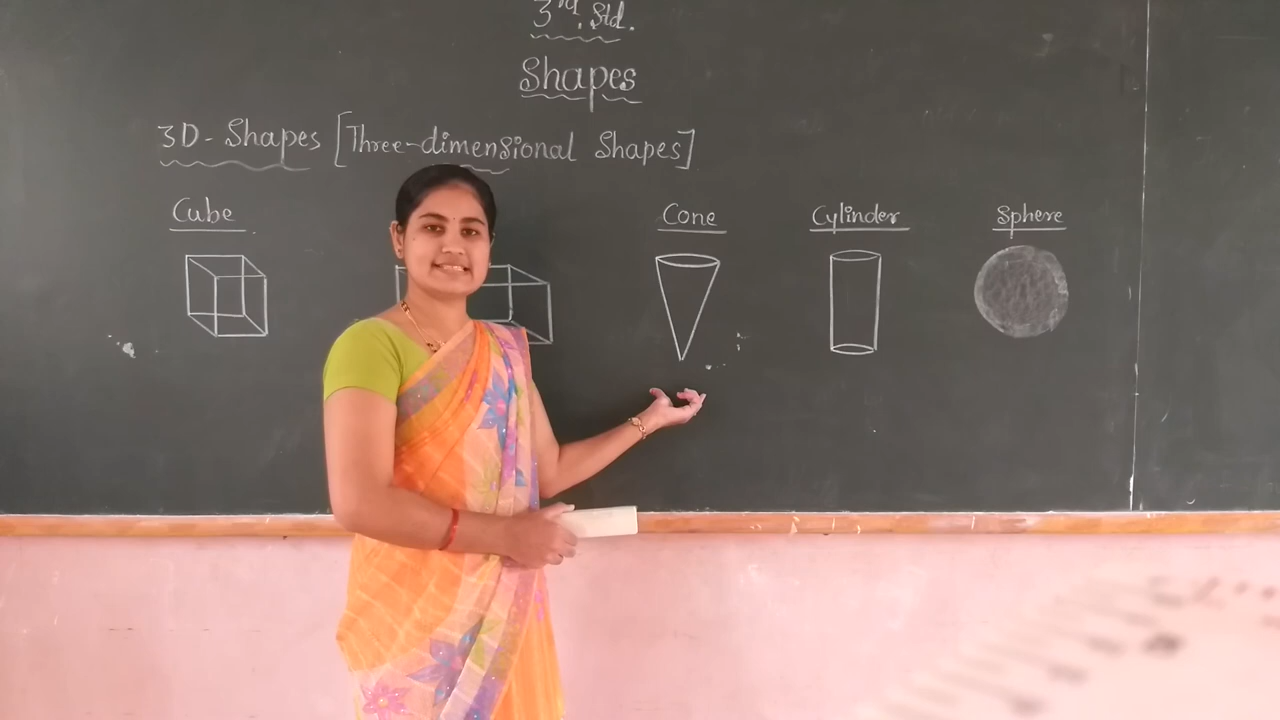 3rd. Std.
Shapes
3D - Shapes [Three-dimensional Shapes]
Cube Cone Cylinder Sphere